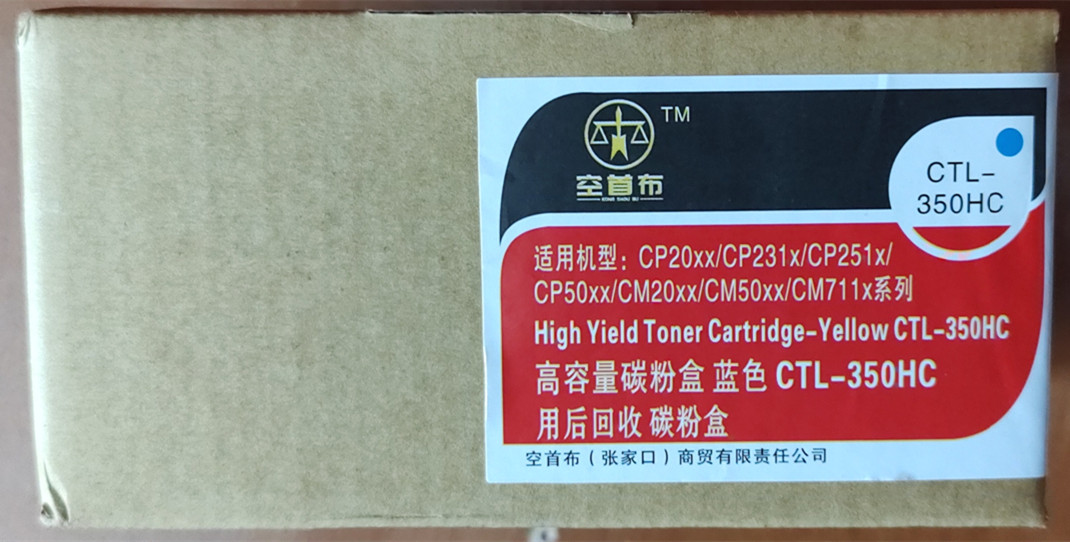 TM
空首布
KONG SHOU BU
CTL-
350HC
适用机型：CP20xx/CP231x/CP251x/
CP50xx/CM20xx/CM50xx/CM711x系列
High Yield Toner Cartridge-Yellow CTL-350HC
高容量碳粉盒 蓝色 CTL-350HC
用后回收 碳粉盒
空首布（张家口）商贸有限责任公司